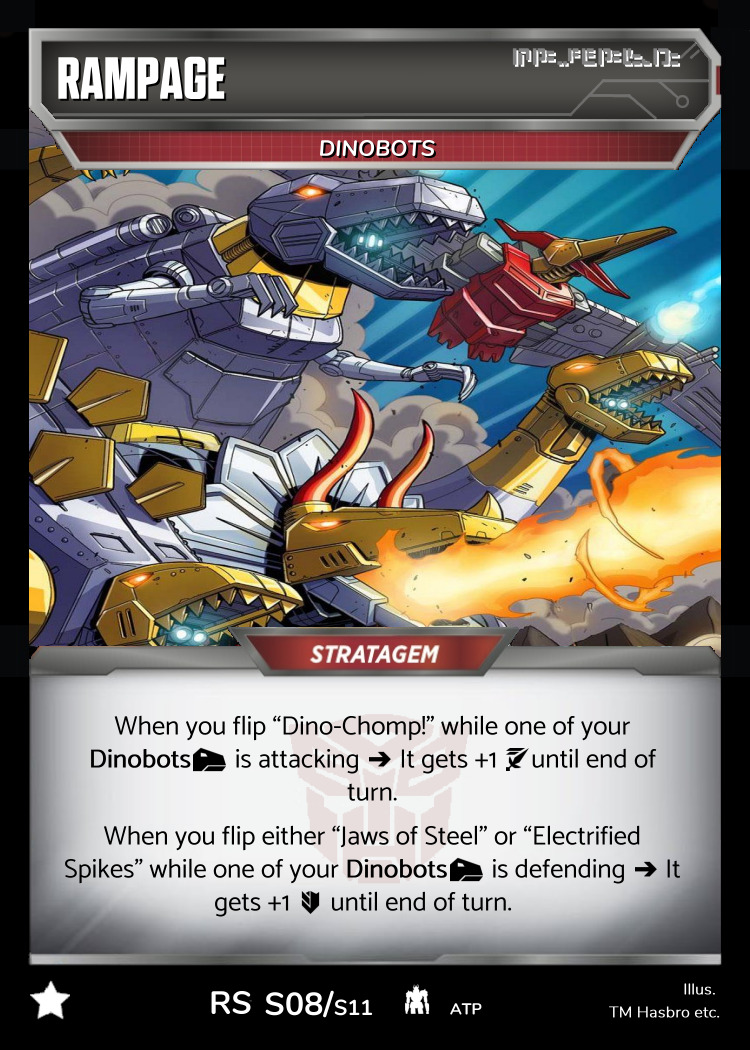 RAMPAGE
DINOBOTS
STRATAGEM
When you flip “Dino-Chomp!” while one of your
Dinobots is attacking ➔ It gets +1 until end of
turn.
When you flip either “Jaws of Steel” or “Electrified
Spikes” while one of your Dinobots is defending ➔ It
gets +1 until end of turn.
RS S08/S11 ATP
Illus.
TM Hasbro etc.